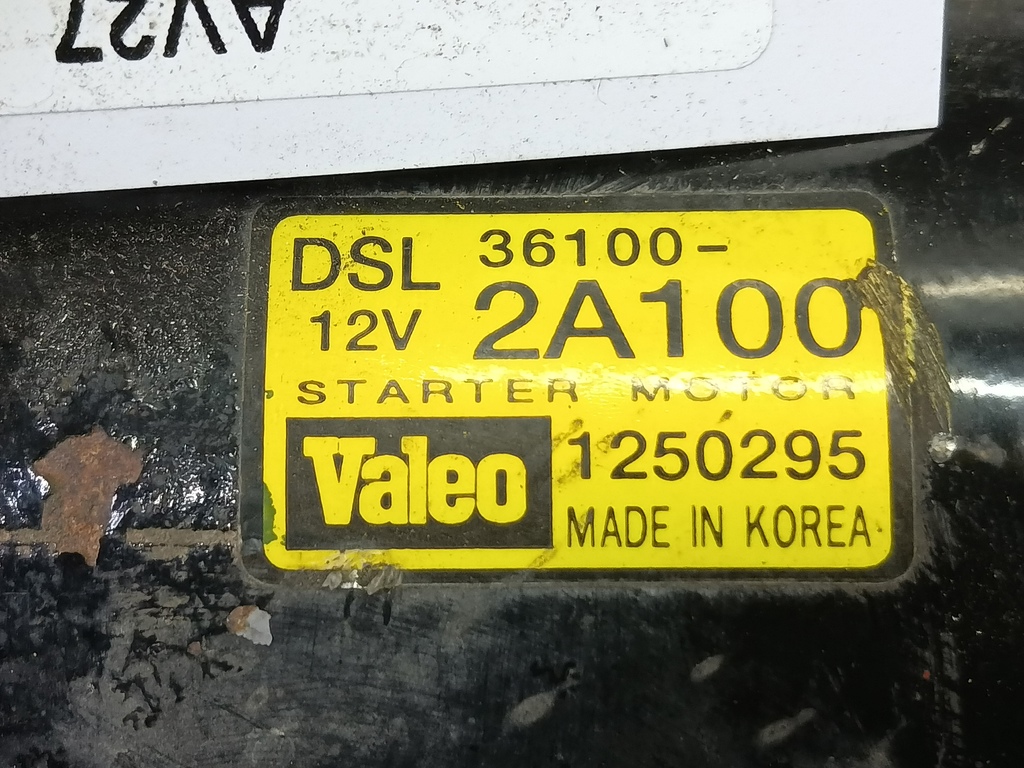 AV27
DSL 36100-
12V 2A100
STARTER MOTOR
Valeo 1250295
MADE IN KOREA